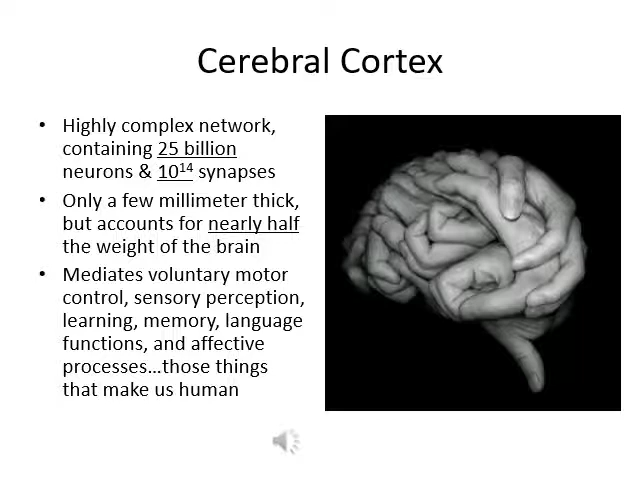 Cerebral Cortex
• Highly complex network,
containing 25 billion
neurons & 10¹⁴ synapses
• Only a few millimeter thick,
but accounts for nearly half
the weight of the brain
• Mediates voluntary motor
control, sensory perception,
learning, memory, language
functions, and affective
processes…those things
that make us human